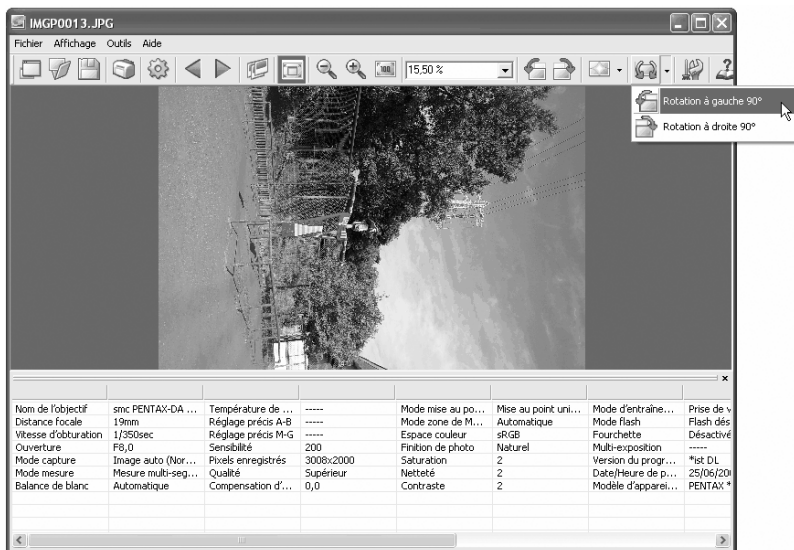 IMGP0013.JPG
Fichier Affichage Outils Aide
100 15,50 %
Rotation à gauche 90°
Rotation à droite 90°
Nom de l'objectif smc PENTAX-DA ... Température de ... ----- Mode mise au po... Mise au point uni... Mode d'entraîne... Prise de v
Distance focale 19mm Réglage précis A-B ----- Mode zone de M... Automatique Mode flash Flash dés
Vitesse d'obturation 1/350sec Réglage précis M-G ----- Espace couleur sRGB Fourchette Désactivé
Ouverture F8,0 Sensibilité 200 Finition de photo Naturel Multi-exposition -----
Mode capture Image auto (Nor... Pixels enregistrés 3008x2000 Saturation 2 Version du progr... *ist DL
Mode mesure Mesure multi-seg... Qualité Supérieur Netteté 2 Date/Heure de p... 25/06/20
Balance de blanc Automatique Compensation d'... 0,0 Contraste 2 Modèle d'apparei... PENTAX *